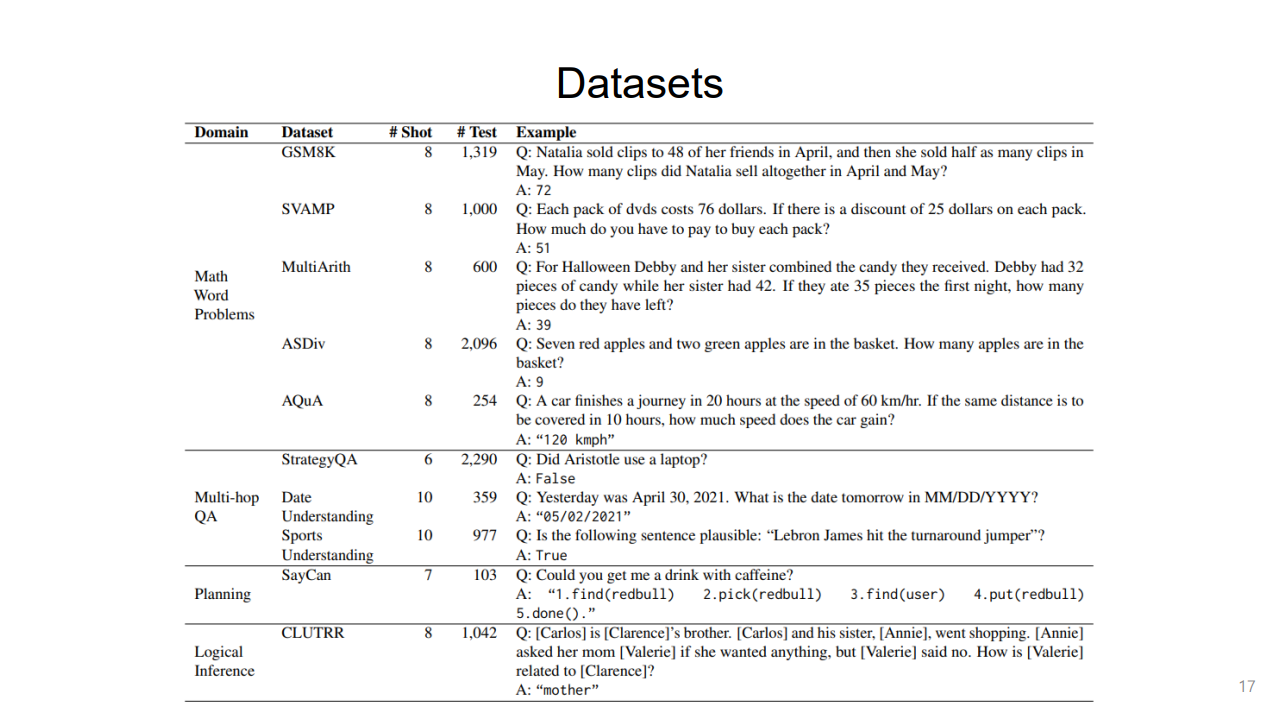 Datasets
Domain Dataset # Shot # Test Example
GSM8K 8 1,319 Q: Natalia sold clips to 48 of her friends in April, and then she sold half as many clips in
May. How many clips did Natalia sell altogether in April and May?
A: 72
SVAMP 8 1,000 Q: Each pack of dvds costs 76 dollars. If there is a discount of 25 dollars on each pack.
How much do you have to pay to buy each pack?
A: 51
Math
Word
Problems
MultiArith 8 600 Q: For Halloween Debby and her sister combined the candy they received. Debby had 32
pieces of candy while her sister had 42. If they ate 35 pieces the first night, how many
pieces do they have left?
A: 39
ASDiv 8 2,096 Q: Seven red apples and two green apples are in the basket. How many apples are in the
basket?
A: 9
AQuA 8 254 Q: A car finishes a journey in 20 hours at the speed of 60 km/hr. If the same distance is to
be covered in 10 hours, how much speed does the car gain?
A: “120 kmph”
StrategyQA 6 2,290 Q: Did Aristotle use a laptop?
A: False
Multi-hop
QA
Date
Understanding
10 359 Q: Yesterday was April 30, 2021. What is the date tomorrow in MM/DD/YYYY?
A: “05/02/2021”
Sports
Understanding
10 977 Q: Is the following sentence plausible: “Lebron James hit the turnaround jumper”?
A: True
Planning
SayCan 7 103 Q: Could you get me a drink with caffeine?
A: “1.find(redbull) 2.pick(redbull) 3.find(user) 4.put(redbull)
5.done().”
Logical
Inference
CLUTRR 8 1,042 Q: [Carlos] is [Clarence]’s brother. [Carlos] and his sister, [Annie], went shopping. [Annie]
asked her mom [Valerie] if she wanted anything, but [Valerie] said no. How is [Valerie]
related to [Clarence]?
A: “mother”
17